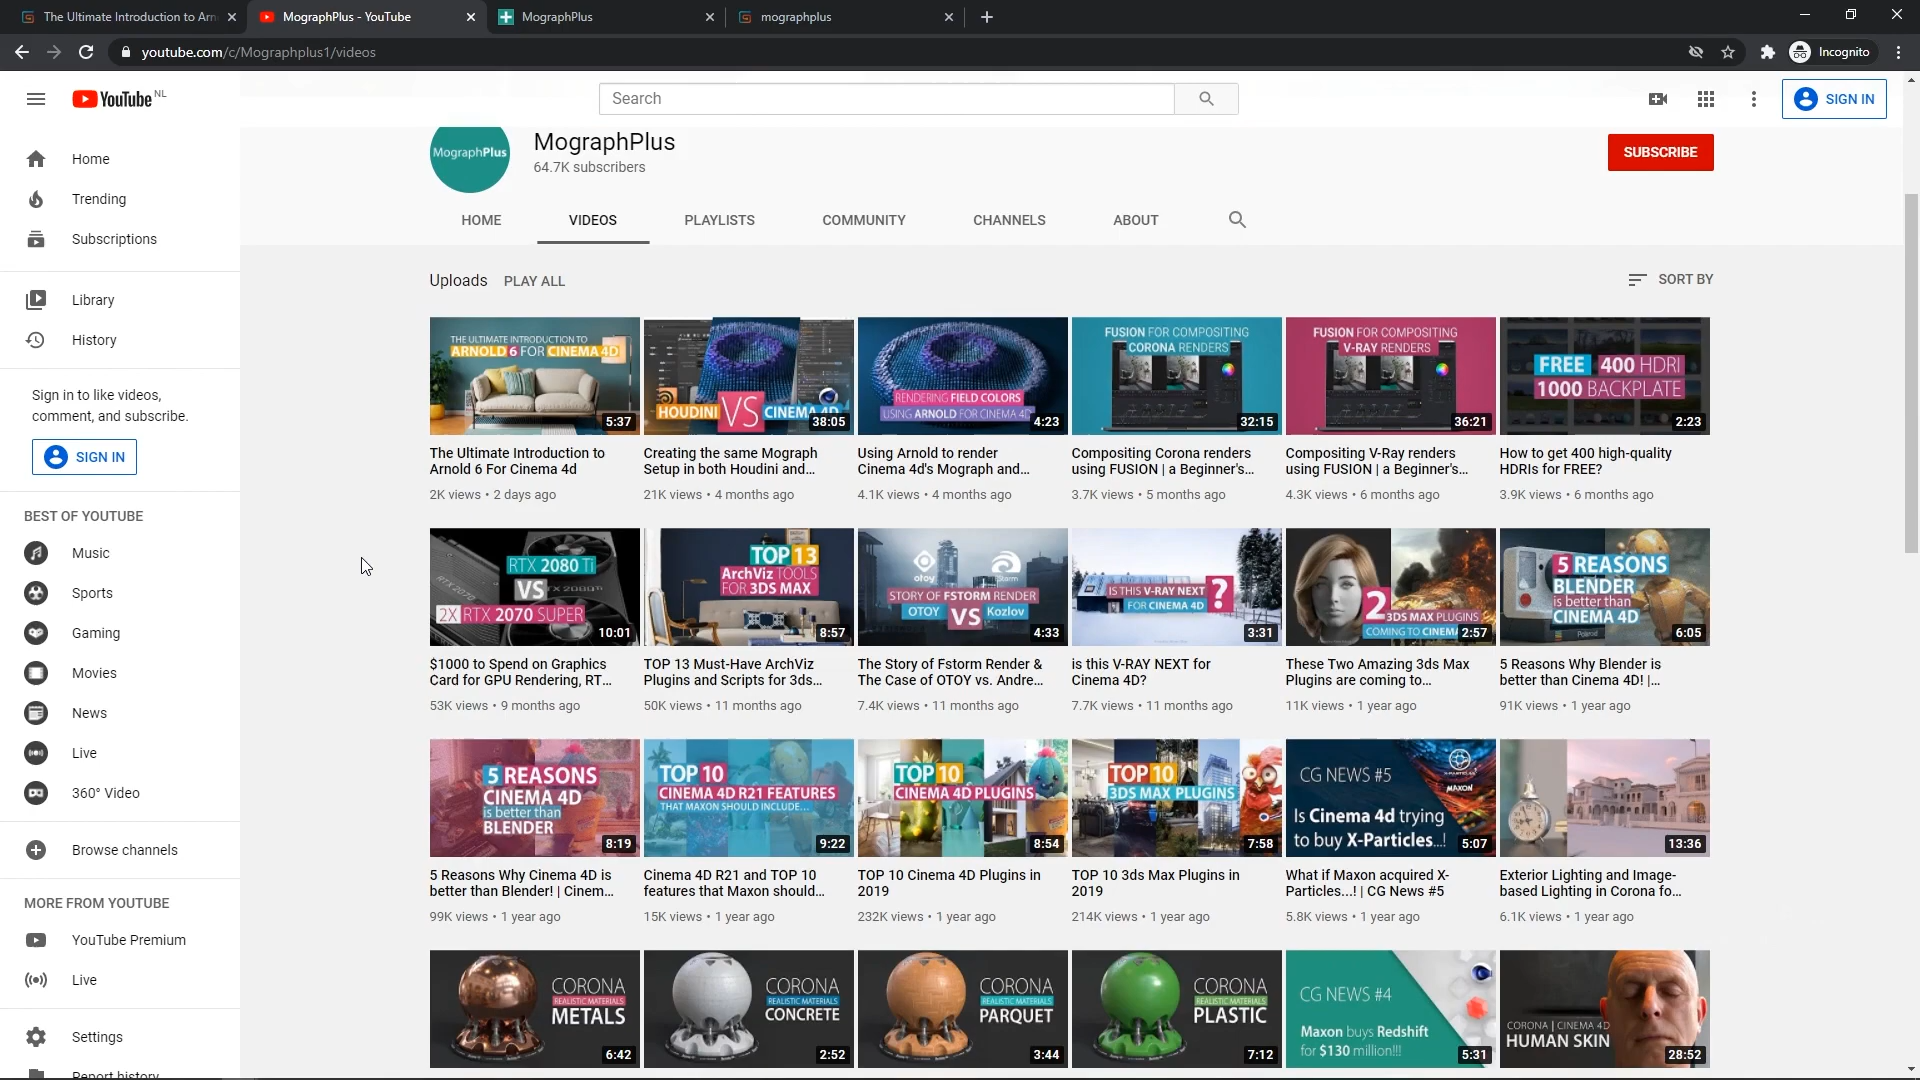 The Ultimate Introduction to Arn
MographPlus - YouTube
MographPlus
mographplus
youtube.com/c/Mographplus1/videos
Incognito
YouTube NL
Search
SIGN IN
Home
Trending
Subscriptions
Library
History
Sign in to like videos,
comment, and subscribe.
SIGN IN
BEST OF YOUTUBE
Music
Sports
Gaming
Movies
News
Live
360° Video
Browse channels
MORE FROM YOUTUBE
YouTube Premium
Live
Settings
Report history
MographPlus
MographPlus
64.7K subscribers
SUBSCRIBE
HOME VIDEOS PLAYLISTS COMMUNITY CHANNELS ABOUT
Uploads PLAY ALL
SORT BY
THE ULTIMATE INTRODUCTION TO
ARNOLD 6 FOR CINEMA 4D
5:37
The Ultimate Introduction to
Arnold 6 For Cinema 4d
2K views • 2 days ago
HOUDINI VS CINEMA 4D
38:05
Creating the same Mograph
Setup in both Houdini and...
21K views • 4 months ago
RENDERING FIELD COLORS
USING ARNOLD FOR CINEMA 4D
4:23
Using Arnold to render
Cinema 4d's Mograph and...
4.1K views • 4 months ago
FUSION FOR COMPOSITING
CORONA RENDERS
32:15
Compositing Corona renders
using FUSION | a Beginner's...
3.7K views • 5 months ago
FUSION FOR COMPOSITING
V-RAY RENDERS
36:21
Compositing V-Ray renders
using FUSION | a Beginner's...
4.3K views • 6 months ago
FREE 400 HDRI
1000 BACKPLATE
2:23
How to get 400 high-quality
HDRIs for FREE?
3.9K views • 6 months ago
RTX 2080 Ti
VS
2X RTX 2070 SUPER
10:01
$1000 to Spend on Graphics
Card for GPU Rendering, RT...
53K views • 9 months ago
TOP 13
ArchViz TOOLS
FOR 3DS MAX
8:57
TOP 13 Must-Have ArchViz
Plugins and Scripts for 3ds...
50K views • 11 months ago
otoy
STORY OF FSTORM RENDER
OTOY VS Kozlov
4:33
The Story of Fstorm Render &
The Case of OTOY vs. Andre...
7.4K views • 11 months ago
IS THIS V-RAY NEXT
FOR CINEMA 4D ?
3:31
is this V-RAY NEXT for
Cinema 4D?
7.7K views • 11 months ago
2 3DS MAX PLUGINS
COMING TO CINEMA
2:57
These Two Amazing 3ds Max
Plugins are coming to...
11K views • 1 year ago
5 REASONS
BLENDER
is better than
CINEMA 4D
6:05
5 Reasons Why Blender is
better than Cinema 4D! |...
91K views • 1 year ago
5 REASONS
CINEMA 4D
is better than
BLENDER
8:19
5 Reasons Why Cinema 4D is
better than Blender! | Cinem...
99K views • 1 year ago
TOP 10
CINEMA 4D R21 FEATURES
THAT MAXON SHOULD INCLUDE...
9:22
Cinema 4D R21 and TOP 10
features that Maxon should...
15K views • 1 year ago
TOP 10
CINEMA 4D PLUGINS
8:54
TOP 10 Cinema 4D Plugins in
2019
232K views • 1 year ago
TOP 10
3DS MAX PLUGINS
7:58
TOP 10 3ds Max Plugins in
2019
214K views • 1 year ago
CG NEWS #5
MAXON
Is Cinema 4d trying
to buy X-Particles...!
5:07
What if Maxon acquired X-
Particles...! | CG News #5
5.8K views • 1 year ago
13:36
Exterior Lighting and Image-
based Lighting in Corona fo...
6.1K views • 1 year ago
CORONA
REALISTIC MATERIALS
METALS
6:42
CORONA
REALISTIC MATERIALS
CONCRETE
2:52
CORONA
REALISTIC MATERIALS
PARQUET
3:44
CORONA
REALISTIC MATERIALS
PLASTIC
7:12
CG NEWS #4
Maxon buys Redshift
for $130 million!!!
5:31
CORONA | CINEMA 4D
HUMAN SKIN
28:52